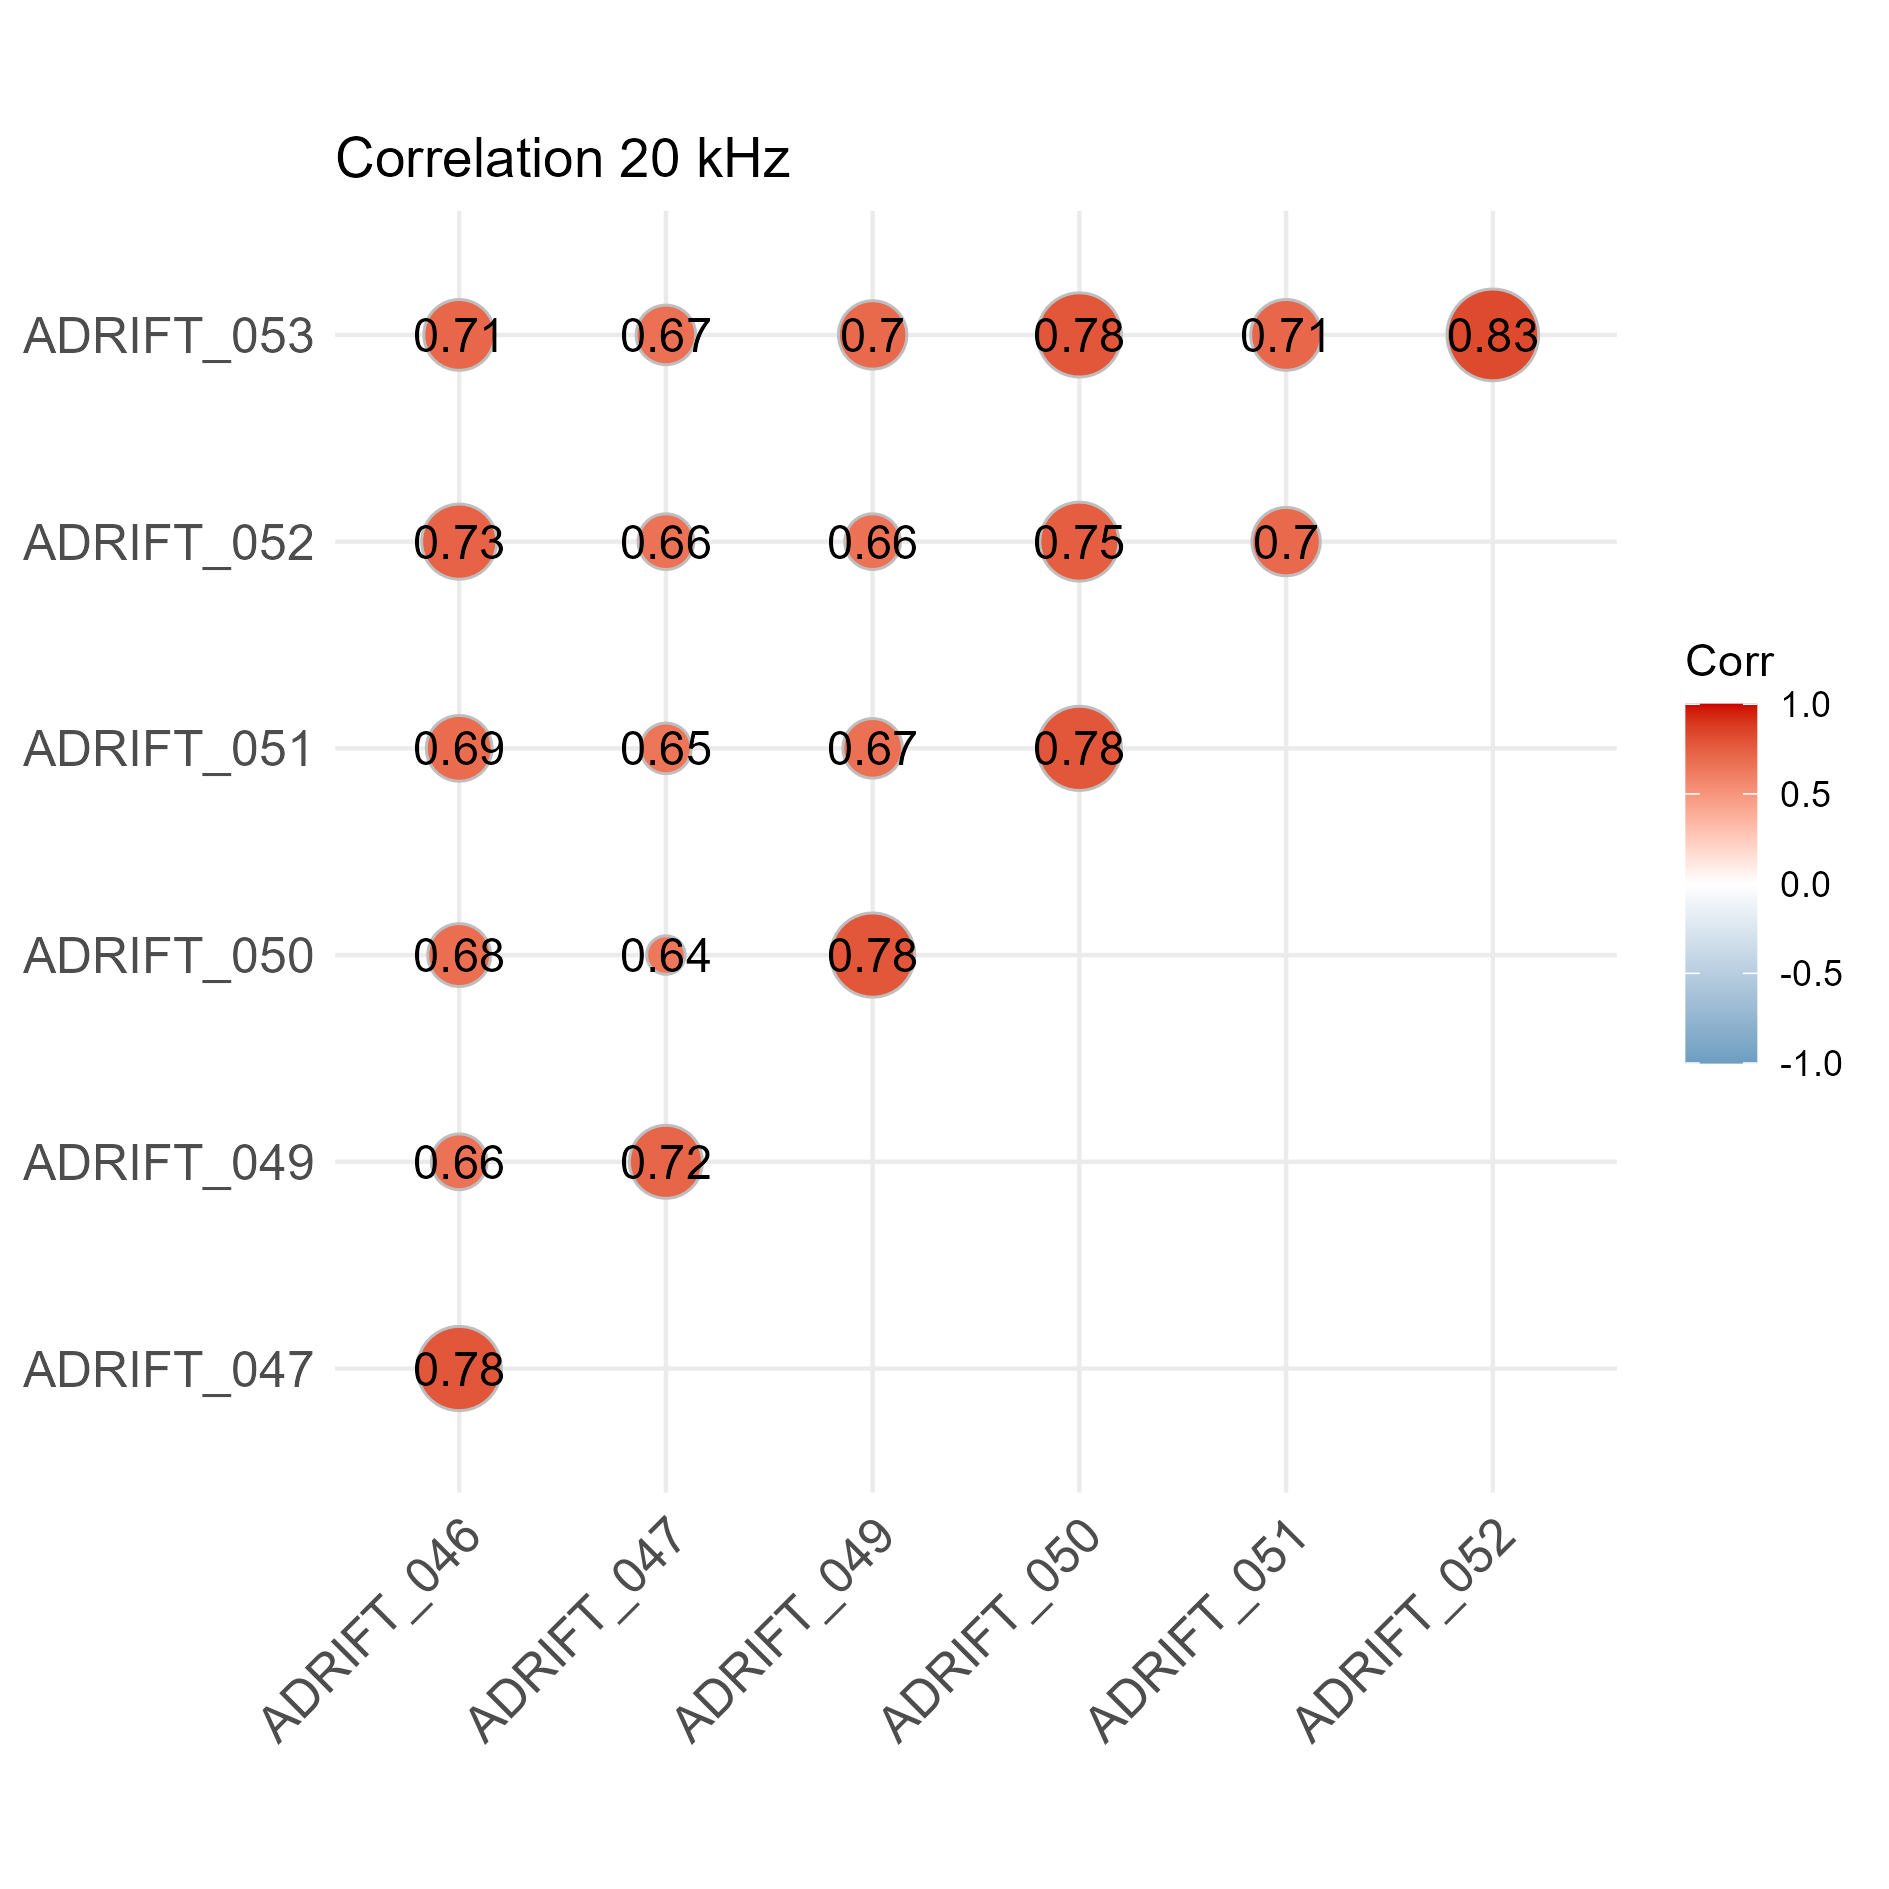 Correlation 20 kHz
ADRIFT_053 0.71 0.67 0.7 0.78 0.71 0.83
ADRIFT_052 0.73 0.66 0.66 0.75 0.7
ADRIFT_051 0.69 0.65 0.67 0.78
ADRIFT_050 0.68 0.64 0.78
ADRIFT_049 0.66 0.72
ADRIFT_047 0.78
ADRIFT_046 ADRIFT_047 ADRIFT_049 ADRIFT_050 ADRIFT_051 ADRIFT_052
Corr
1.0
0.5
0.0
-0.5
-1.0